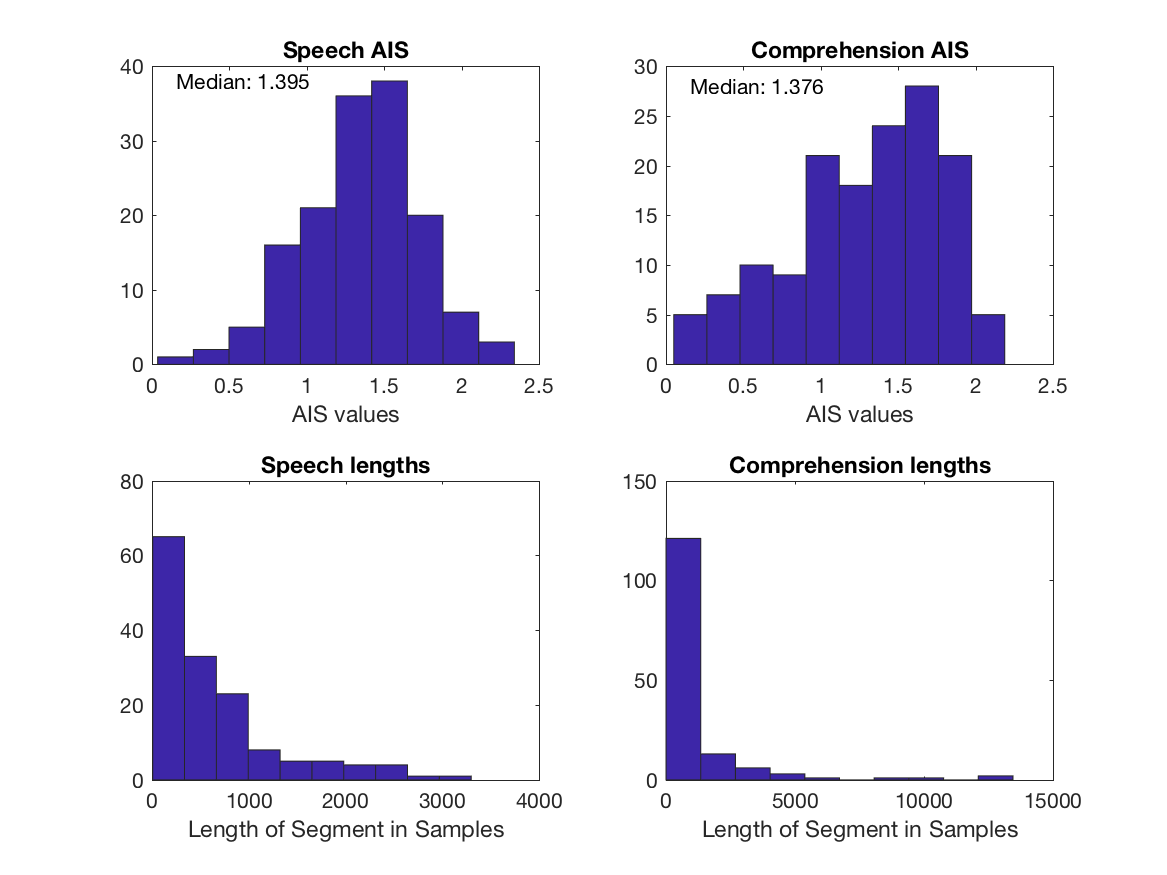 Speech AIS
Median: 1.395
40
30
20
10
0
0 0.5 1 1.5 2 2.5
AIS values
Comprehension AIS
Median: 1.376
30
25
20
15
10
5
0
0 0.5 1 1.5 2 2.5
AIS values
Speech lengths
80
60
40
20
0
0 1000 2000 3000 4000
Length of Segment in Samples
Comprehension lengths
150
100
50
0
0 5000 10000 15000
Length of Segment in Samples